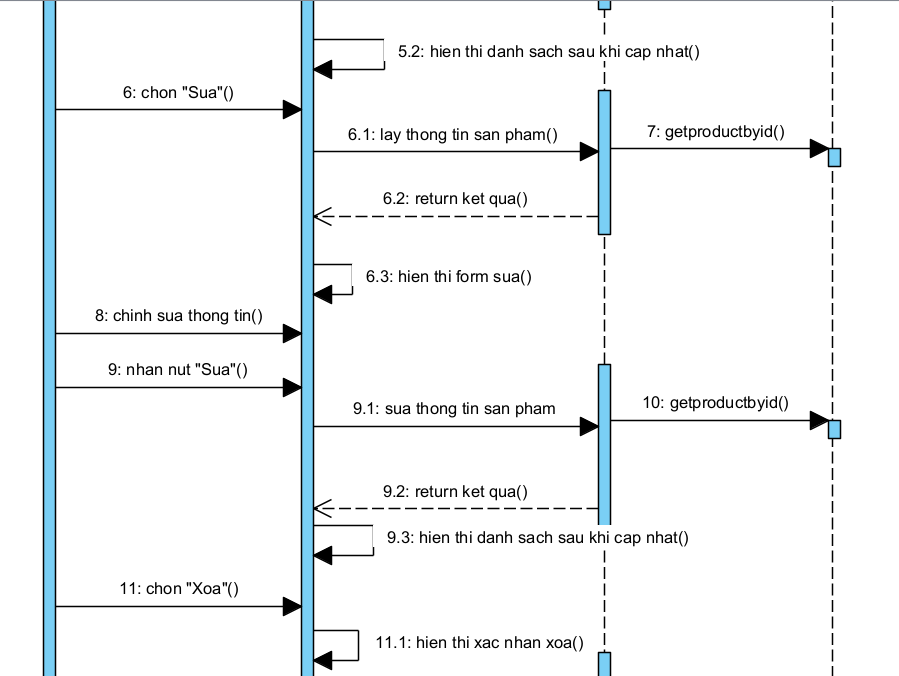 5.2: hien thi danh sach sau khi cap nhat()
6: chon "Sua"()
6.1: lay thong tin san pham()
7: getproductbyid()
6.2: return ket qua()
6.3: hien thi form sua()
8: chinh sua thong tin()
9: nhan nut "Sua"()
9.1: sua thong tin san pham
10: getproductbyid()
9.2: return ket qua()
9.3: hien thi danh sach sau khi cap nhat()
11: chon "Xoa"()
11.1: hien thi xac nhan xoa()